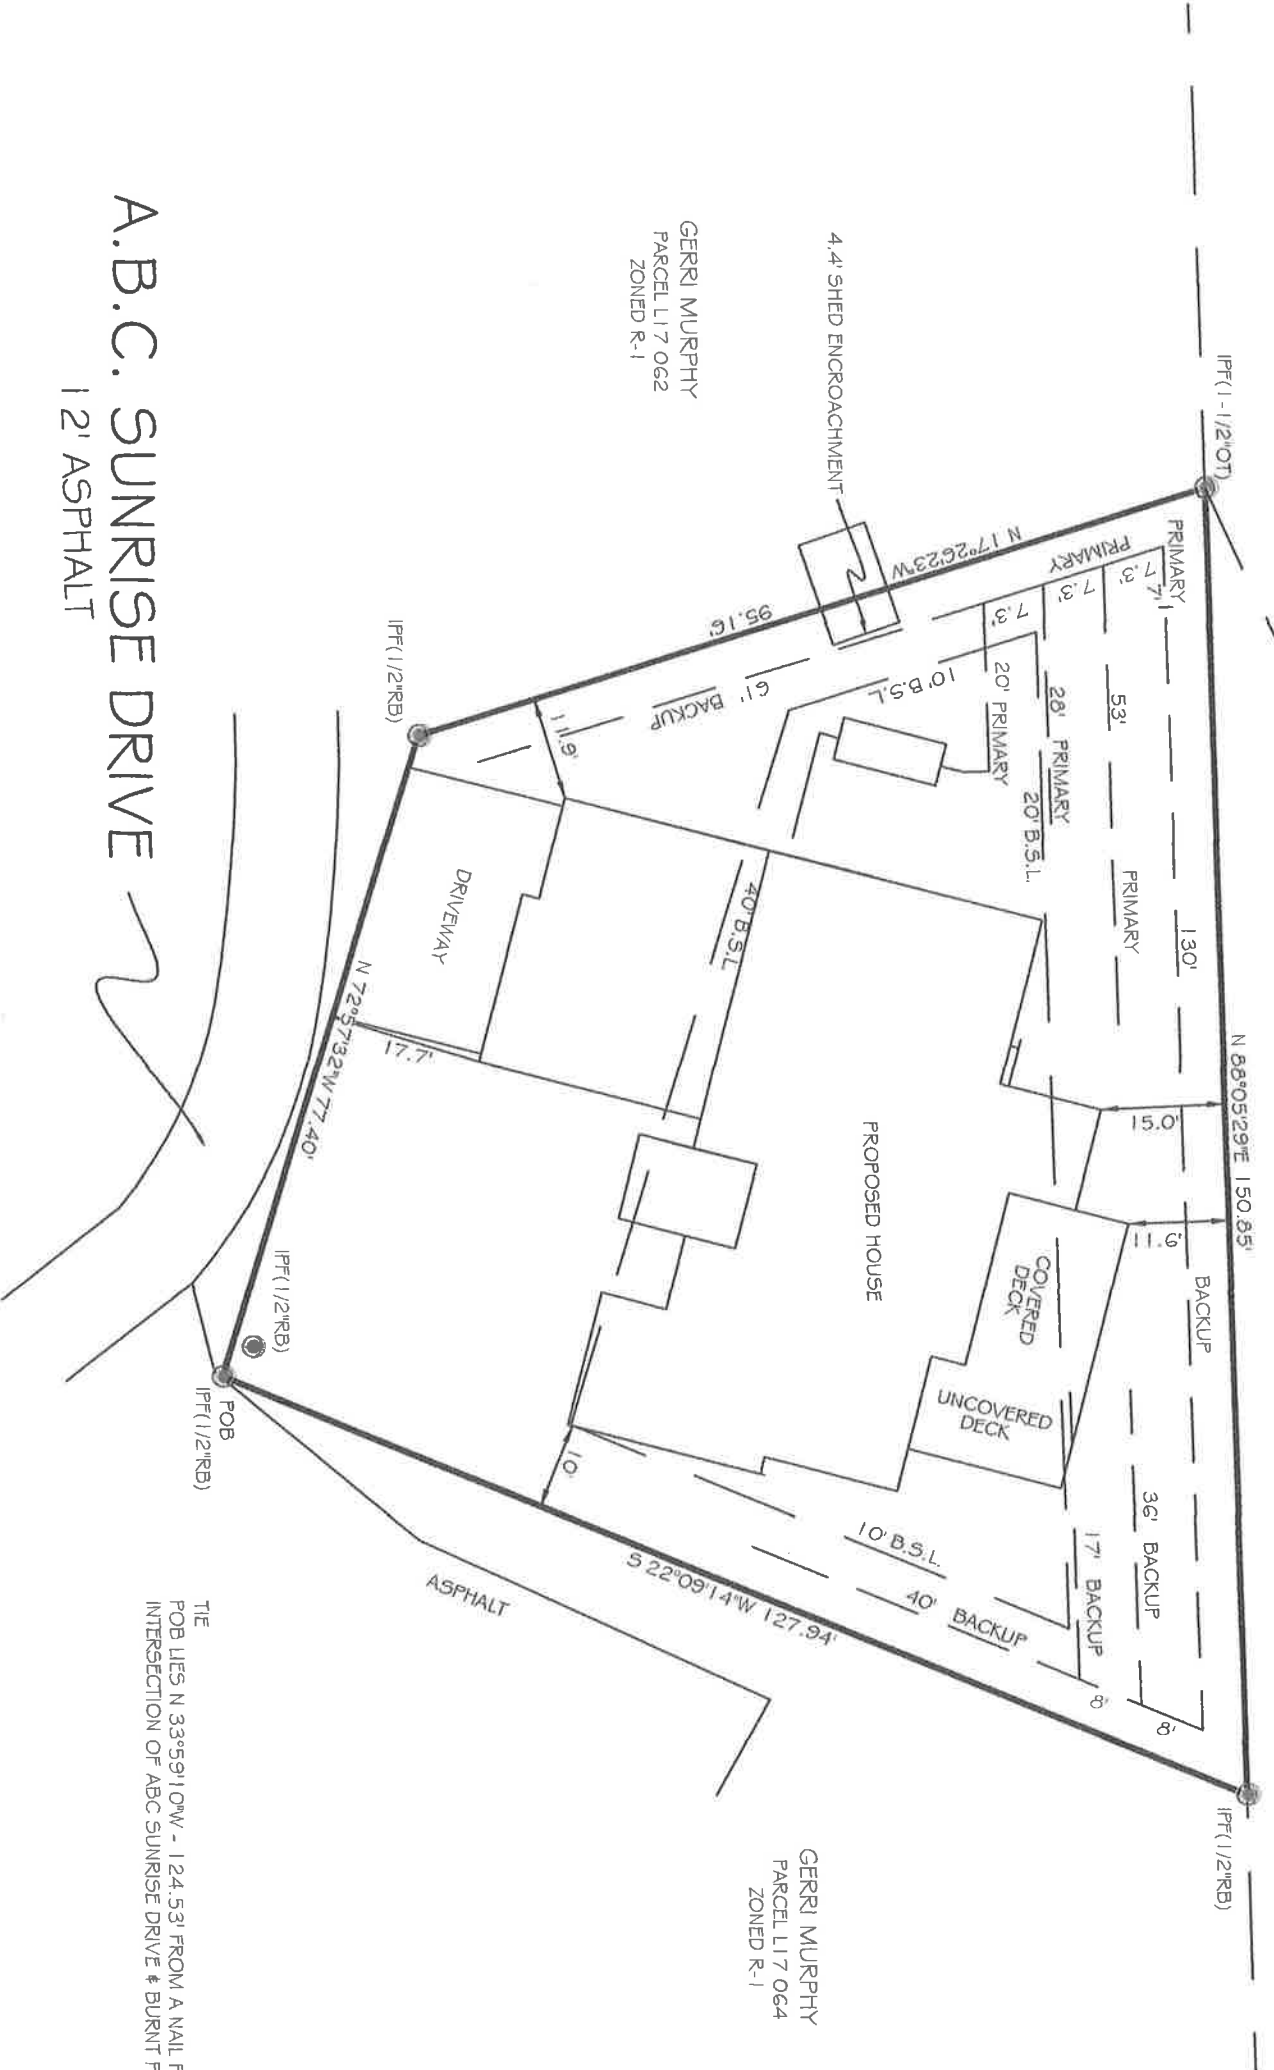 IPF(1-1/2"OT)
N 88°05'29"E 150.85'
IPF(1/2"RB)
PRIMARY
7'
130'
BACKUP
PRIMARY
7.3'
53'
PRIMARY
15.0'
11.6'
36' BACKUP
8'
7.3'
28' PRIMARY
20' B.S.L.
17' BACKUP
8'
7.3'
20' PRIMARY
COVERED
DECK
UNCOVERED
DECK
N 17°26'23"W
95.16'
4.4' SHED ENCROACHMENT
10' B.S.L
61' BACKUP
PROPOSED HOUSE
10' B.S.L.
40' BACKUP
S 22°09'14"W 127.94'
GERRI MURPHY
PARCEL L17 062
ZONED R-1
GERRI MURPHY
PARCEL L17 064
ZONED R-1
40' B.S.L
11.9'
10'
DRIVEWAY
17.7'
ASPHALT
IPF(1/2"RB)
N 72°57'32"W 77.40'
IPF(1/2"RB)
POB
IPF(1/2"RB)
A.B.C. SUNRISE DRIVE
12' ASPHALT
TIE
POB LIES N 33°59'10"W - 124.53' FROM A NAIL F
INTERSECTION OF ABC SUNRISE DRIVE & BURNT